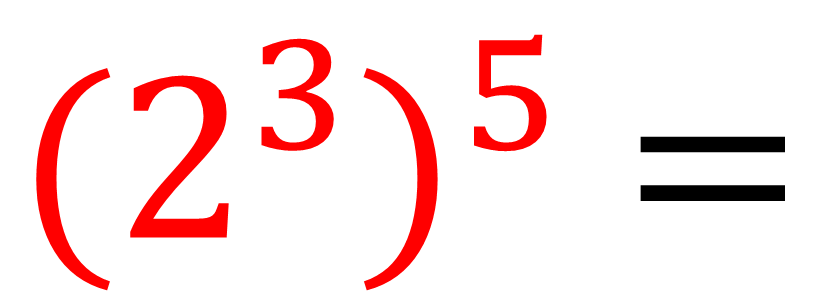 (2³)⁵ =